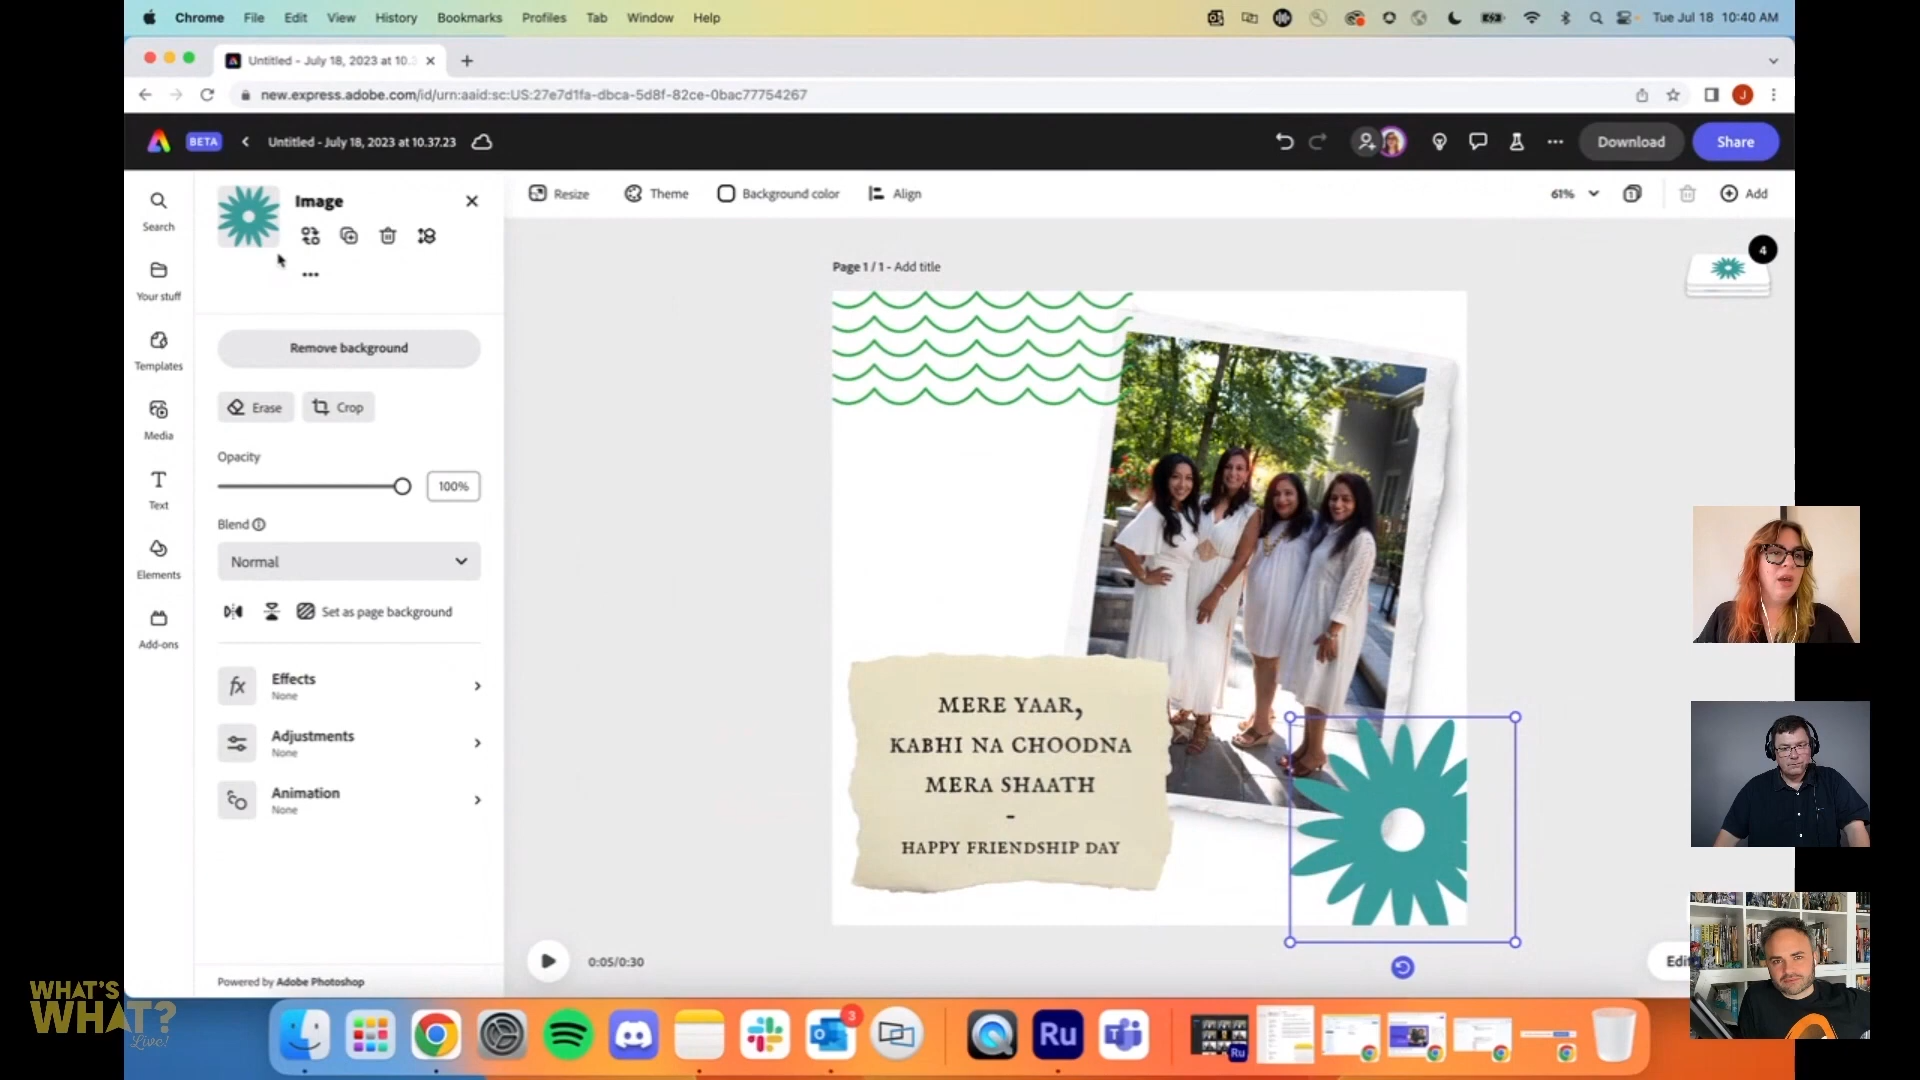 Chrome File Edit View History Bookmarks Profiles Tab Window Help
Tue Jul 18 10:40 AM
Untitled - July 18, 2023 at 10.
new.express.adobe.com/id/urn:aaid:sc:US:27e7d1fa-dbca-5d8f-82ce-0bac77754267
J
BETA
Untitled - July 18, 2023 at 10.37.23
Download
Share
Search
Your stuff
Templates
Media
Text
Elements
Add-ons
Image
Remove background
Erase
Crop
Opacity
100%
Blend
Normal
Set as page background
Effects
None
Adjustments
None
Animation
None
Powered by Adobe Photoshop
Resize
Theme
Background color
Align
61%
1
Add
4
Page 1 / 1 - Add title
MERE YAAR,
KABHI NA CHOODNA
MERA SHAATH
-
HAPPY FRIENDSHIP DAY
0:05/0:30
WHAT'S
WHAT?
Live!
3
Ru
Ru